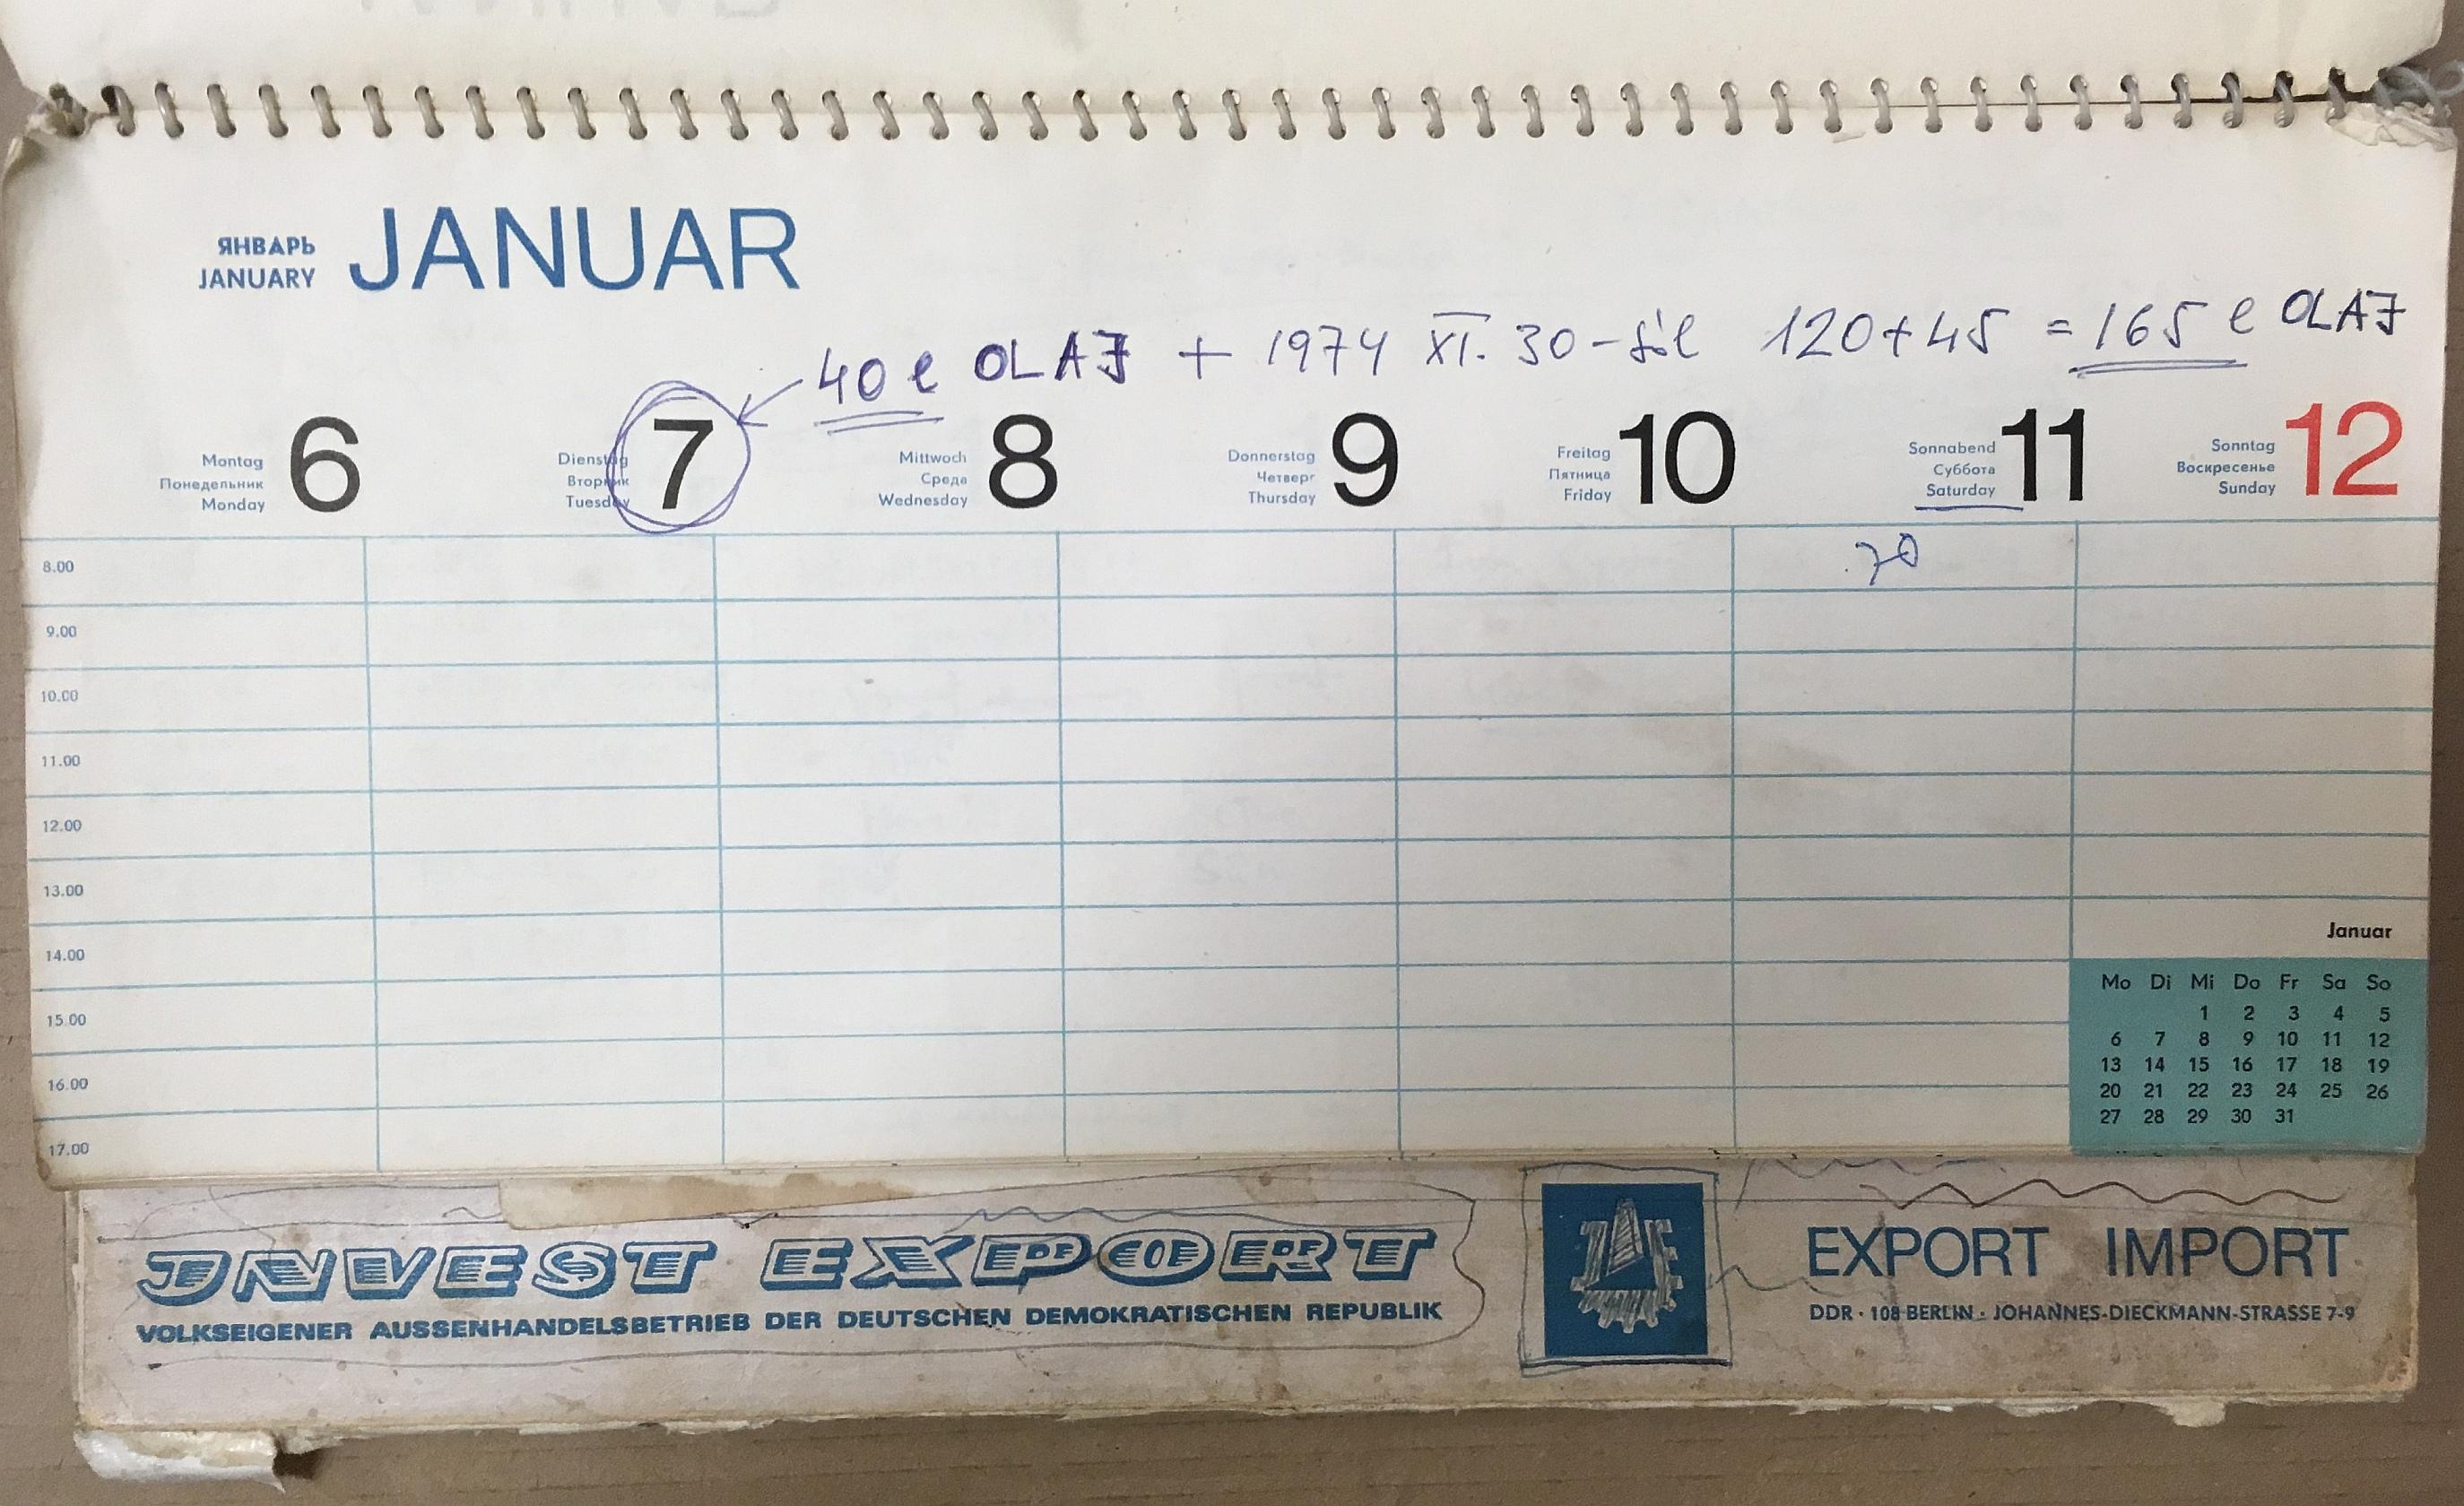 ЯНВАРЬ
JANUARY
JANUAR
40 l OLAJ + 1974 XI. 30-tól 120+45 = 165 l OLAJ
Montag
Понедельник
Monday
6
Dienstag
Вторник
Tuesday
7
Mittwoch
Среда
Wednesday
8
Donnerstag
Четверг
Thursday
9
Freitag
Пятница
Friday
10
Sonnabend
Суббота
Saturday
11
Sonntag
Воскресенье
Sunday
12
8.00
70
9.00
10.00
11.00
12.00
13.00
14.00
15.00
16.00
17.00
Januar
Mo Di Mi Do Fr Sa So
1 2 3 4 5
6 7 8 9 10 11 12
13 14 15 16 17 18 19
20 21 22 23 24 25 26
27 28 29 30 31
INVEST EXPORT
VOLKSEIGENER AUSSENHANDELSBETRIEB DER DEUTSCHEN DEMOKRATISCHEN REPUBLIK
EXPORT IMPORT
DDR · 108 BERLIN · JOHANNES-DIECKMANN-STRASSE 7-9